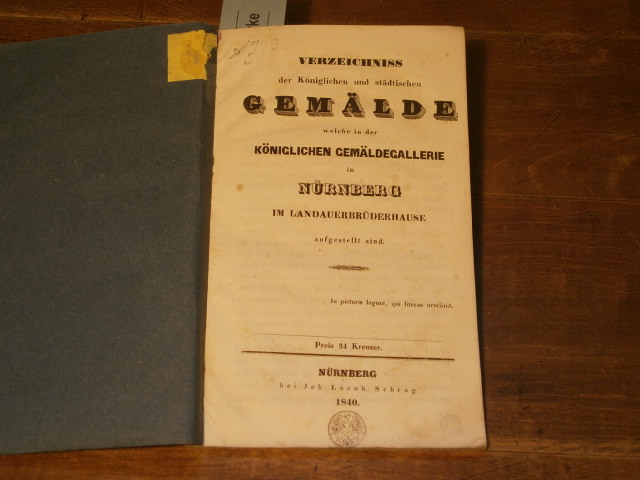 cke
VERZEICHNISS
der Königlichen und städtischen
GEMÄLDE
welche in der
KÖNIGLICHEN GEMÄLDEGALLERIE
in
NÜRNBERG
IM LANDAUERBRÜDERHAUSE
aufgestellt sind.
In picturis legunt, qui literas nesciunt.
Preis 24 Kreuzer.
NÜRNBERG
bei Joh. Leonh. Schrag
1840.